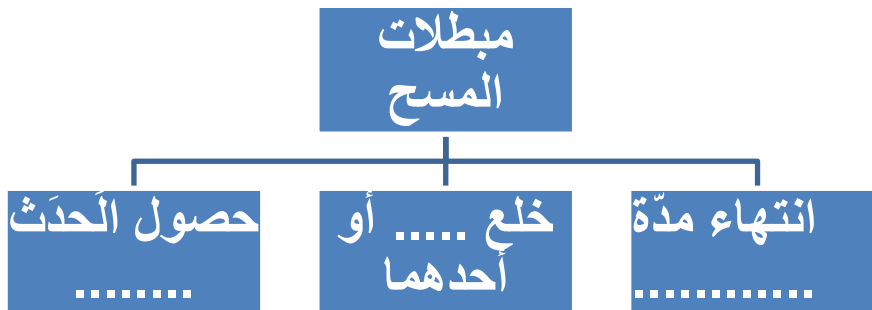 مبطلات
المسح
انتهاء مدّة
.............
خلع ..... أو
أحدهما
حصول الَحدَث
........